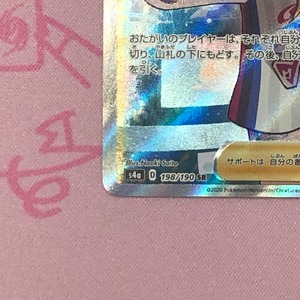 おたがいのプレイヤーは、それぞれ自分
切り、山札の下にもどす。その後、自分
を引く。
Illus. Naoki Saito
s4a D 198/190 SR
サポートは、自分の番
©2020 Pokémon/Nintendo/Creatures